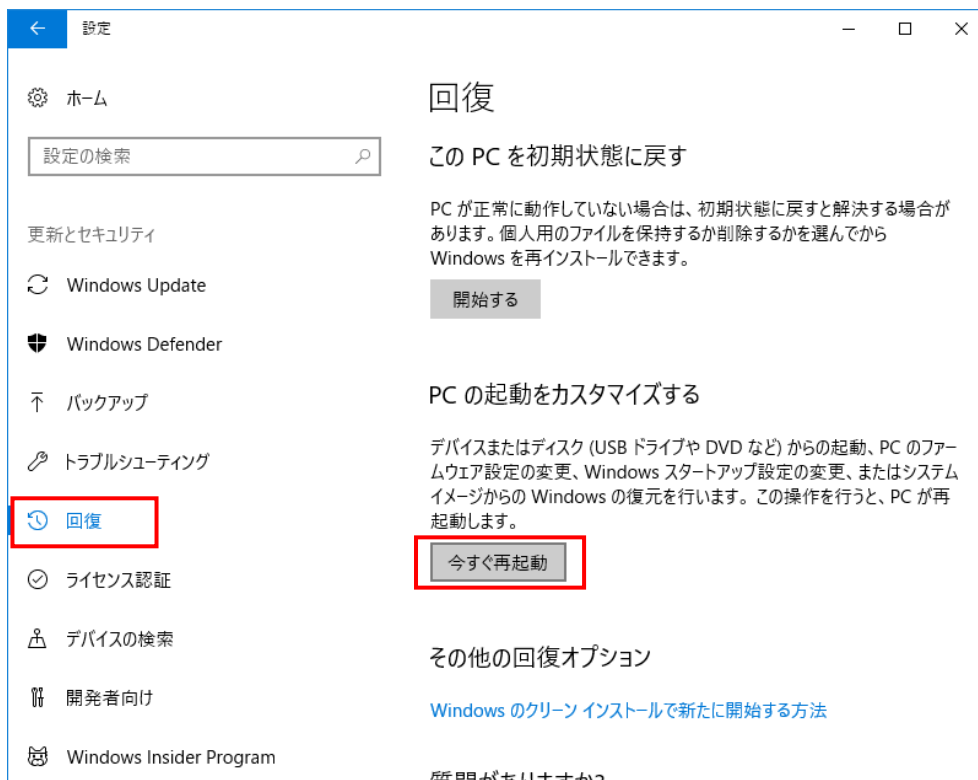 設定
ホーム
設定の検索
更新とセキュリティ
Windows Update
Windows Defender
バックアップ
トラブルシューティング
回復
ライセンス認証
デバイスの検索
開発者向け
Windows Insider Program
回復
この PC を初期状態に戻す
PC が正常に動作していない場合は、初期状態に戻すと解決する場合が
あります。個人用のファイルを保持するか削除するかを選んでから
Windows を再インストールできます。
開始する
PC の起動をカスタマイズする
デバイスまたはディスク (USB ドライブや DVD など) からの起動、PC のファー
ムウェア設定の変更、Windows スタートアップ設定の変更、またはシステム
イメージからの Windows の復元を行います。この操作を行うと、PC が再
起動します。
今すぐ再起動
その他の回復オプション
Windows のクリーン インストールで新たに開始する方法
質問がありますか?